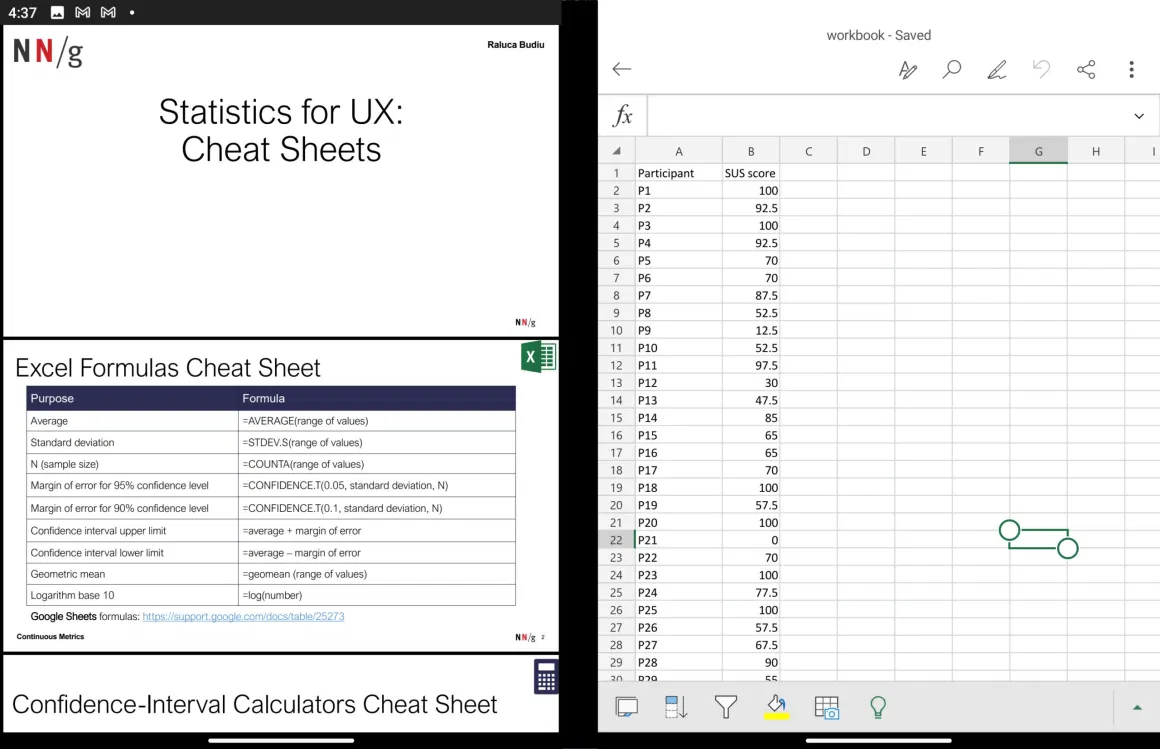 4:37
NN/g
Raluca Budiu
Statistics for UX:
Cheat Sheets
NN/g
Excel Formulas Cheat Sheet
X
Purpose Formula
Average =AVERAGE(range of values)
Standard deviation =STDEV.S(range of values)
N (sample size) =COUNTA(range of values)
Margin of error for 95% confidence level =CONFIDENCE.T(0.05, standard deviation, N)
Margin of error for 90% confidence level =CONFIDENCE.T(0.1, standard deviation, N)
Confidence interval upper limit =average + margin of error
Confidence interval lower limit =average – margin of error
Geometric mean =geomean (range of values)
Logarithm base 10 =log(number)
Google Sheets formulas: https://support.google.com/docs/table/25273
Continuous Metrics NN/g 2
Confidence-Interval Calculators Cheat Sheet
workbook - Saved
fx
A B C D E F G H I
1 Participant SUS score
2 P1 100
3 P2 92.5
4 P3 100
5 P4 92.5
6 P5 70
7 P6 70
8 P7 87.5
9 P8 52.5
10 P9 12.5
11 P10 52.5
12 P11 97.5
13 P12 30
14 P13 47.5
15 P14 85
16 P15 65
17 P16 65
18 P17 70
19 P18 100
20 P19 57.5
21 P20 100
22 P21 0
23 P22 70
24 P23 100
25 P24 77.5
26 P25 100
27 P26 57.5
28 P27 67.5
29 P28 90
30 P29 55